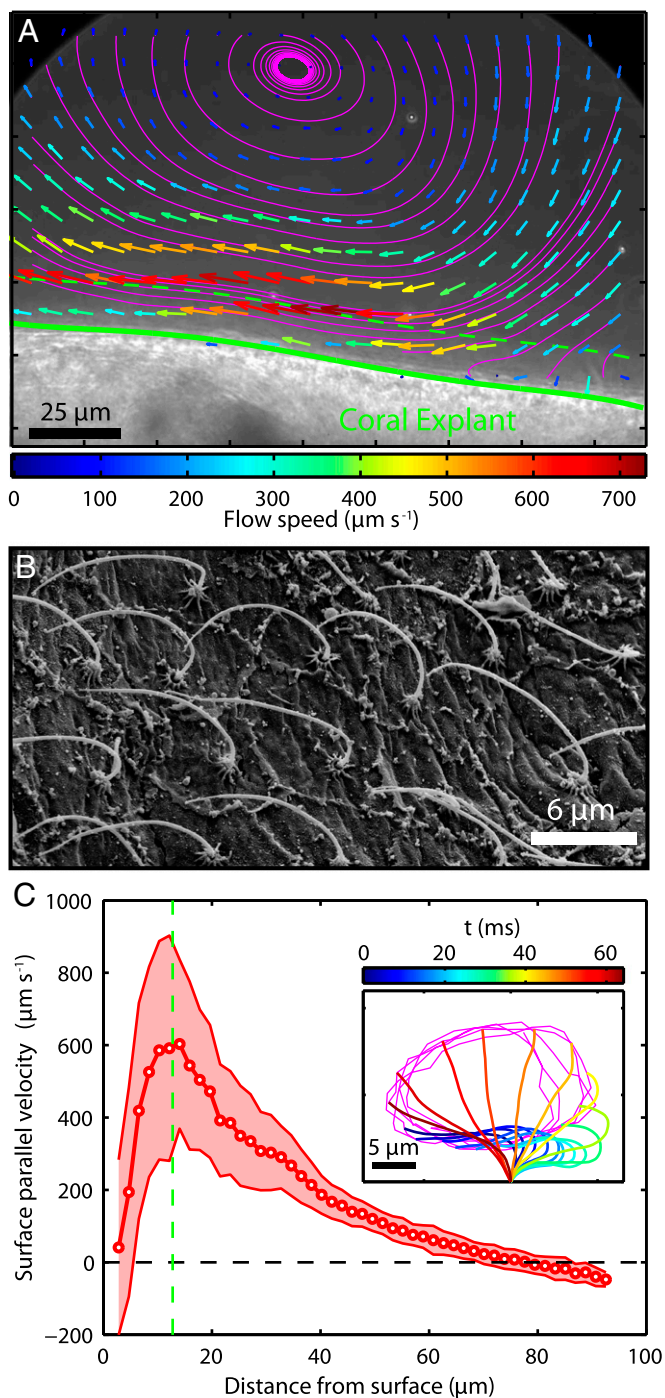 A
25 µm
Coral Explant
0 100 200 300 400 500 600 700
Flow speed (µm s⁻¹)
B
6 µm
C
1000
800
600
400
200
0
−200
Surface parallel velocity (µm s⁻¹)
t (ms)
0 20 40 60
5 µm
0 20 40 60 80 100
Distance from surface (µm)